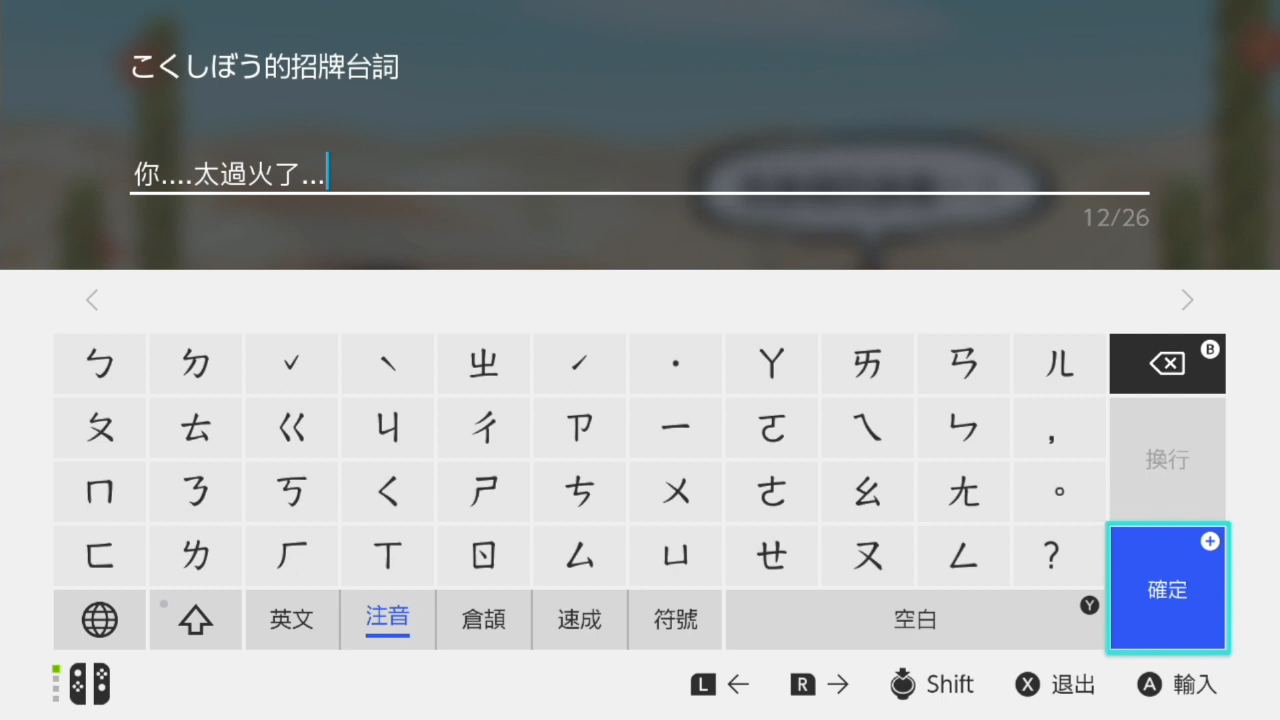 こくしぼう的招牌台詞
你....太過火了...
12/26
ㄅ ㄉ ˇ ˋ ㄓ ˊ ˙ ㄚ ㄞ ㄢ ㄦ B
ㄆ ㄊ ㄍ ㄐ ㄔ ㄗ ㄧ ㄛ ㄟ ㄣ , 換行
ㄇ ㄋ ㄎ ㄑ ㄕ ㄘ ㄨ ㄜ ㄠ ㄤ 。
ㄈ ㄌ ㄏ ㄒ ㄖ ㄙ ㄩ ㄝ ㄡ ㄥ ? 確定
英文 注音 倉頡 速成 符號 空白 Y
L ← R → Shift X 退出 A 輸入